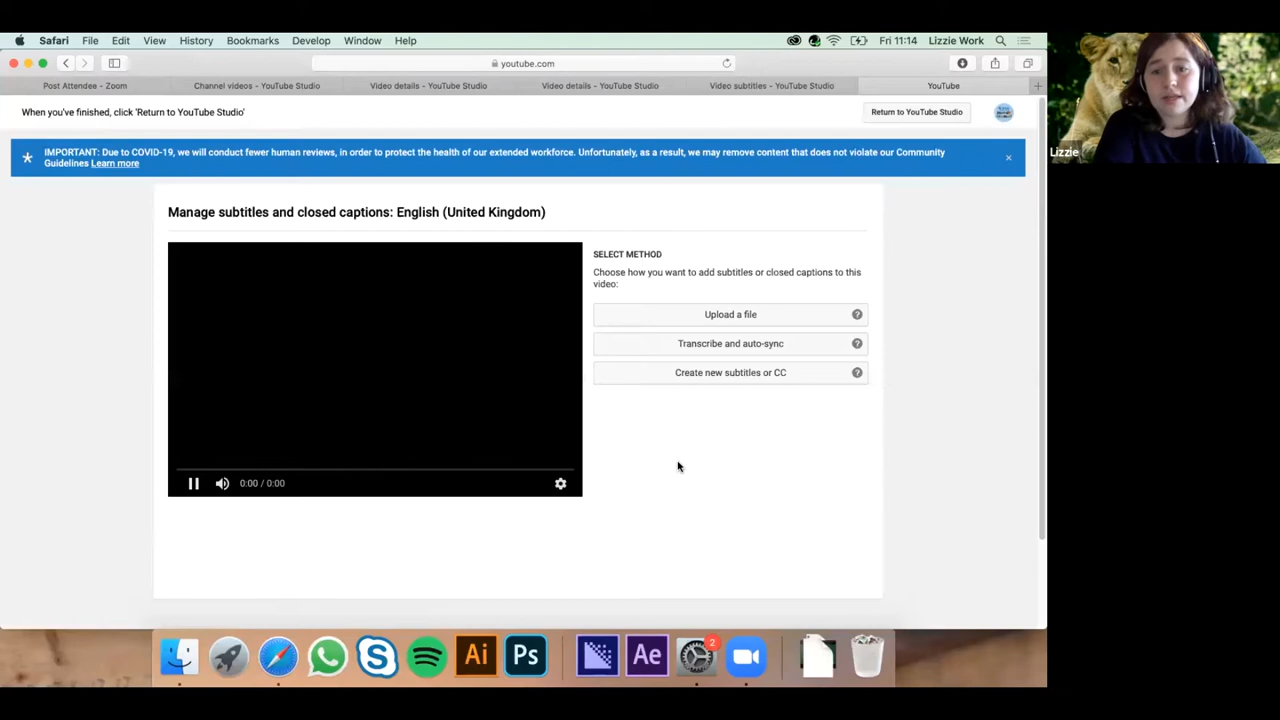 Safari File Edit View History Bookmarks Develop Window Help Fri 11:14 Lizzie Work
youtube.com
Post Attendee - Zoom Channel videos - YouTube Studio Video details - YouTube Studio Video details - YouTube Studio Video subtitles - YouTube Studio YouTube
When you've finished, click 'Return to YouTube Studio' Return to YouTube Studio
IMPORTANT: Due to COVID-19, we will conduct fewer human reviews, in order to protect the health of our extended workforce. Unfortunately, as a result, we may remove content that does not violate our Community
Guidelines Learn more
Lizzie
Manage subtitles and closed captions: English (United Kingdom)
SELECT METHOD
Choose how you want to add subtitles or closed captions to this
video:
Upload a file ?
Transcribe and auto-sync ?
Create new subtitles or CC ?
0:00 / 0:00
Ai Ps Ae 2